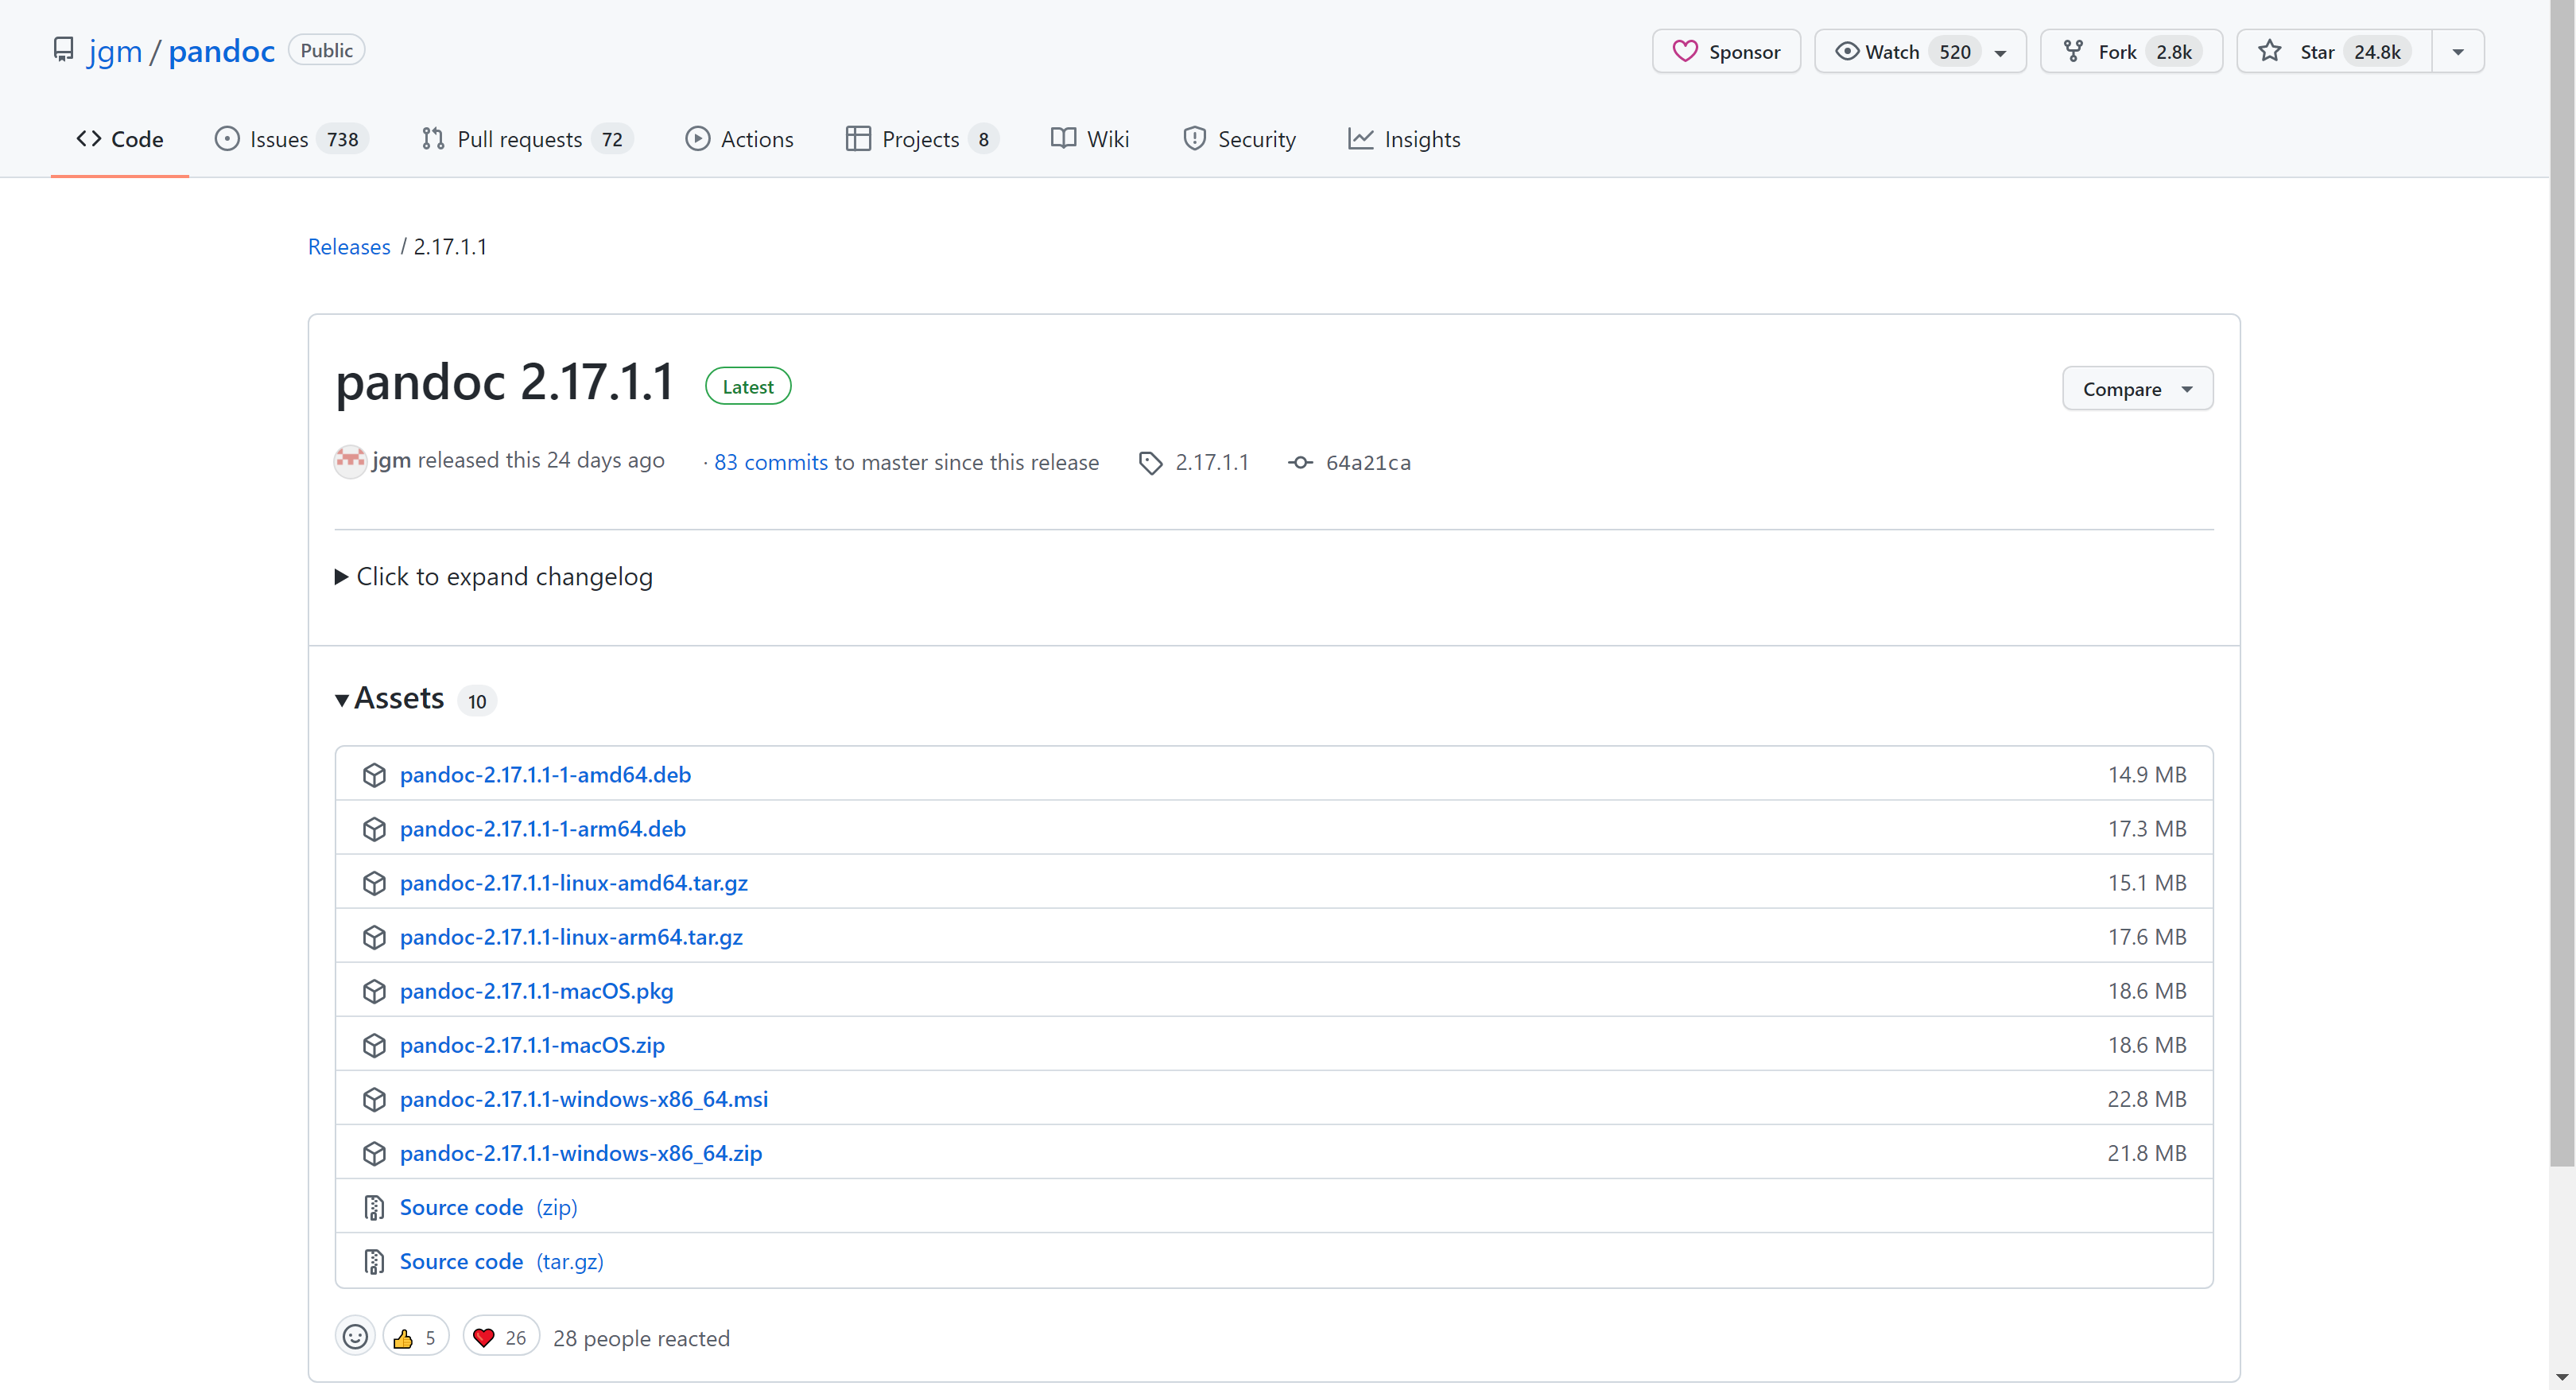 jgm / pandoc Public
Sponsor Watch 520 Fork 2.8k Star 24.8k
Code Issues 738 Pull requests 72 Actions Projects 8 Wiki Security Insights
Releases / 2.17.1.1
pandoc 2.17.1.1 Latest
Compare
jgm released this 24 days ago · 83 commits to master since this release 2.17.1.1 64a21ca
Click to expand changelog
Assets 10
pandoc-2.17.1.1-1-amd64.deb 14.9 MB
pandoc-2.17.1.1-1-arm64.deb 17.3 MB
pandoc-2.17.1.1-linux-amd64.tar.gz 15.1 MB
pandoc-2.17.1.1-linux-arm64.tar.gz 17.6 MB
pandoc-2.17.1.1-macOS.pkg 18.6 MB
pandoc-2.17.1.1-macOS.zip 18.6 MB
pandoc-2.17.1.1-windows-x86_64.msi 22.8 MB
pandoc-2.17.1.1-windows-x86_64.zip 21.8 MB
Source code (zip)
Source code (tar.gz)
5 26 28 people reacted